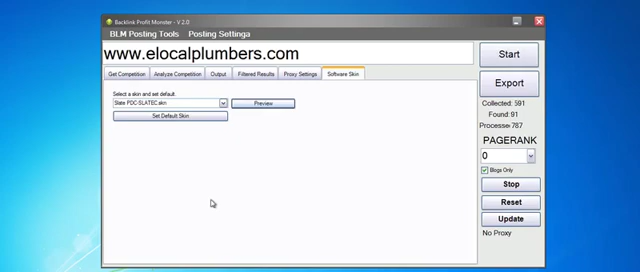 Backlink Profit Monster - V 2.0
BLM Posting Tools Posting Settinga
www.elocalplumbers.com
Start
Get Competition Analyze Competition Output Filtered Results Proxy Settings Software Skin
Export
Select a skin and set default.
Slate PDC-SLATEC.skn Preview
Set Default Skin
Collected: 591
Found: 91
Processe 787
PAGERANK
0
Blogs Only
Stop
Reset
Update
No Proxy